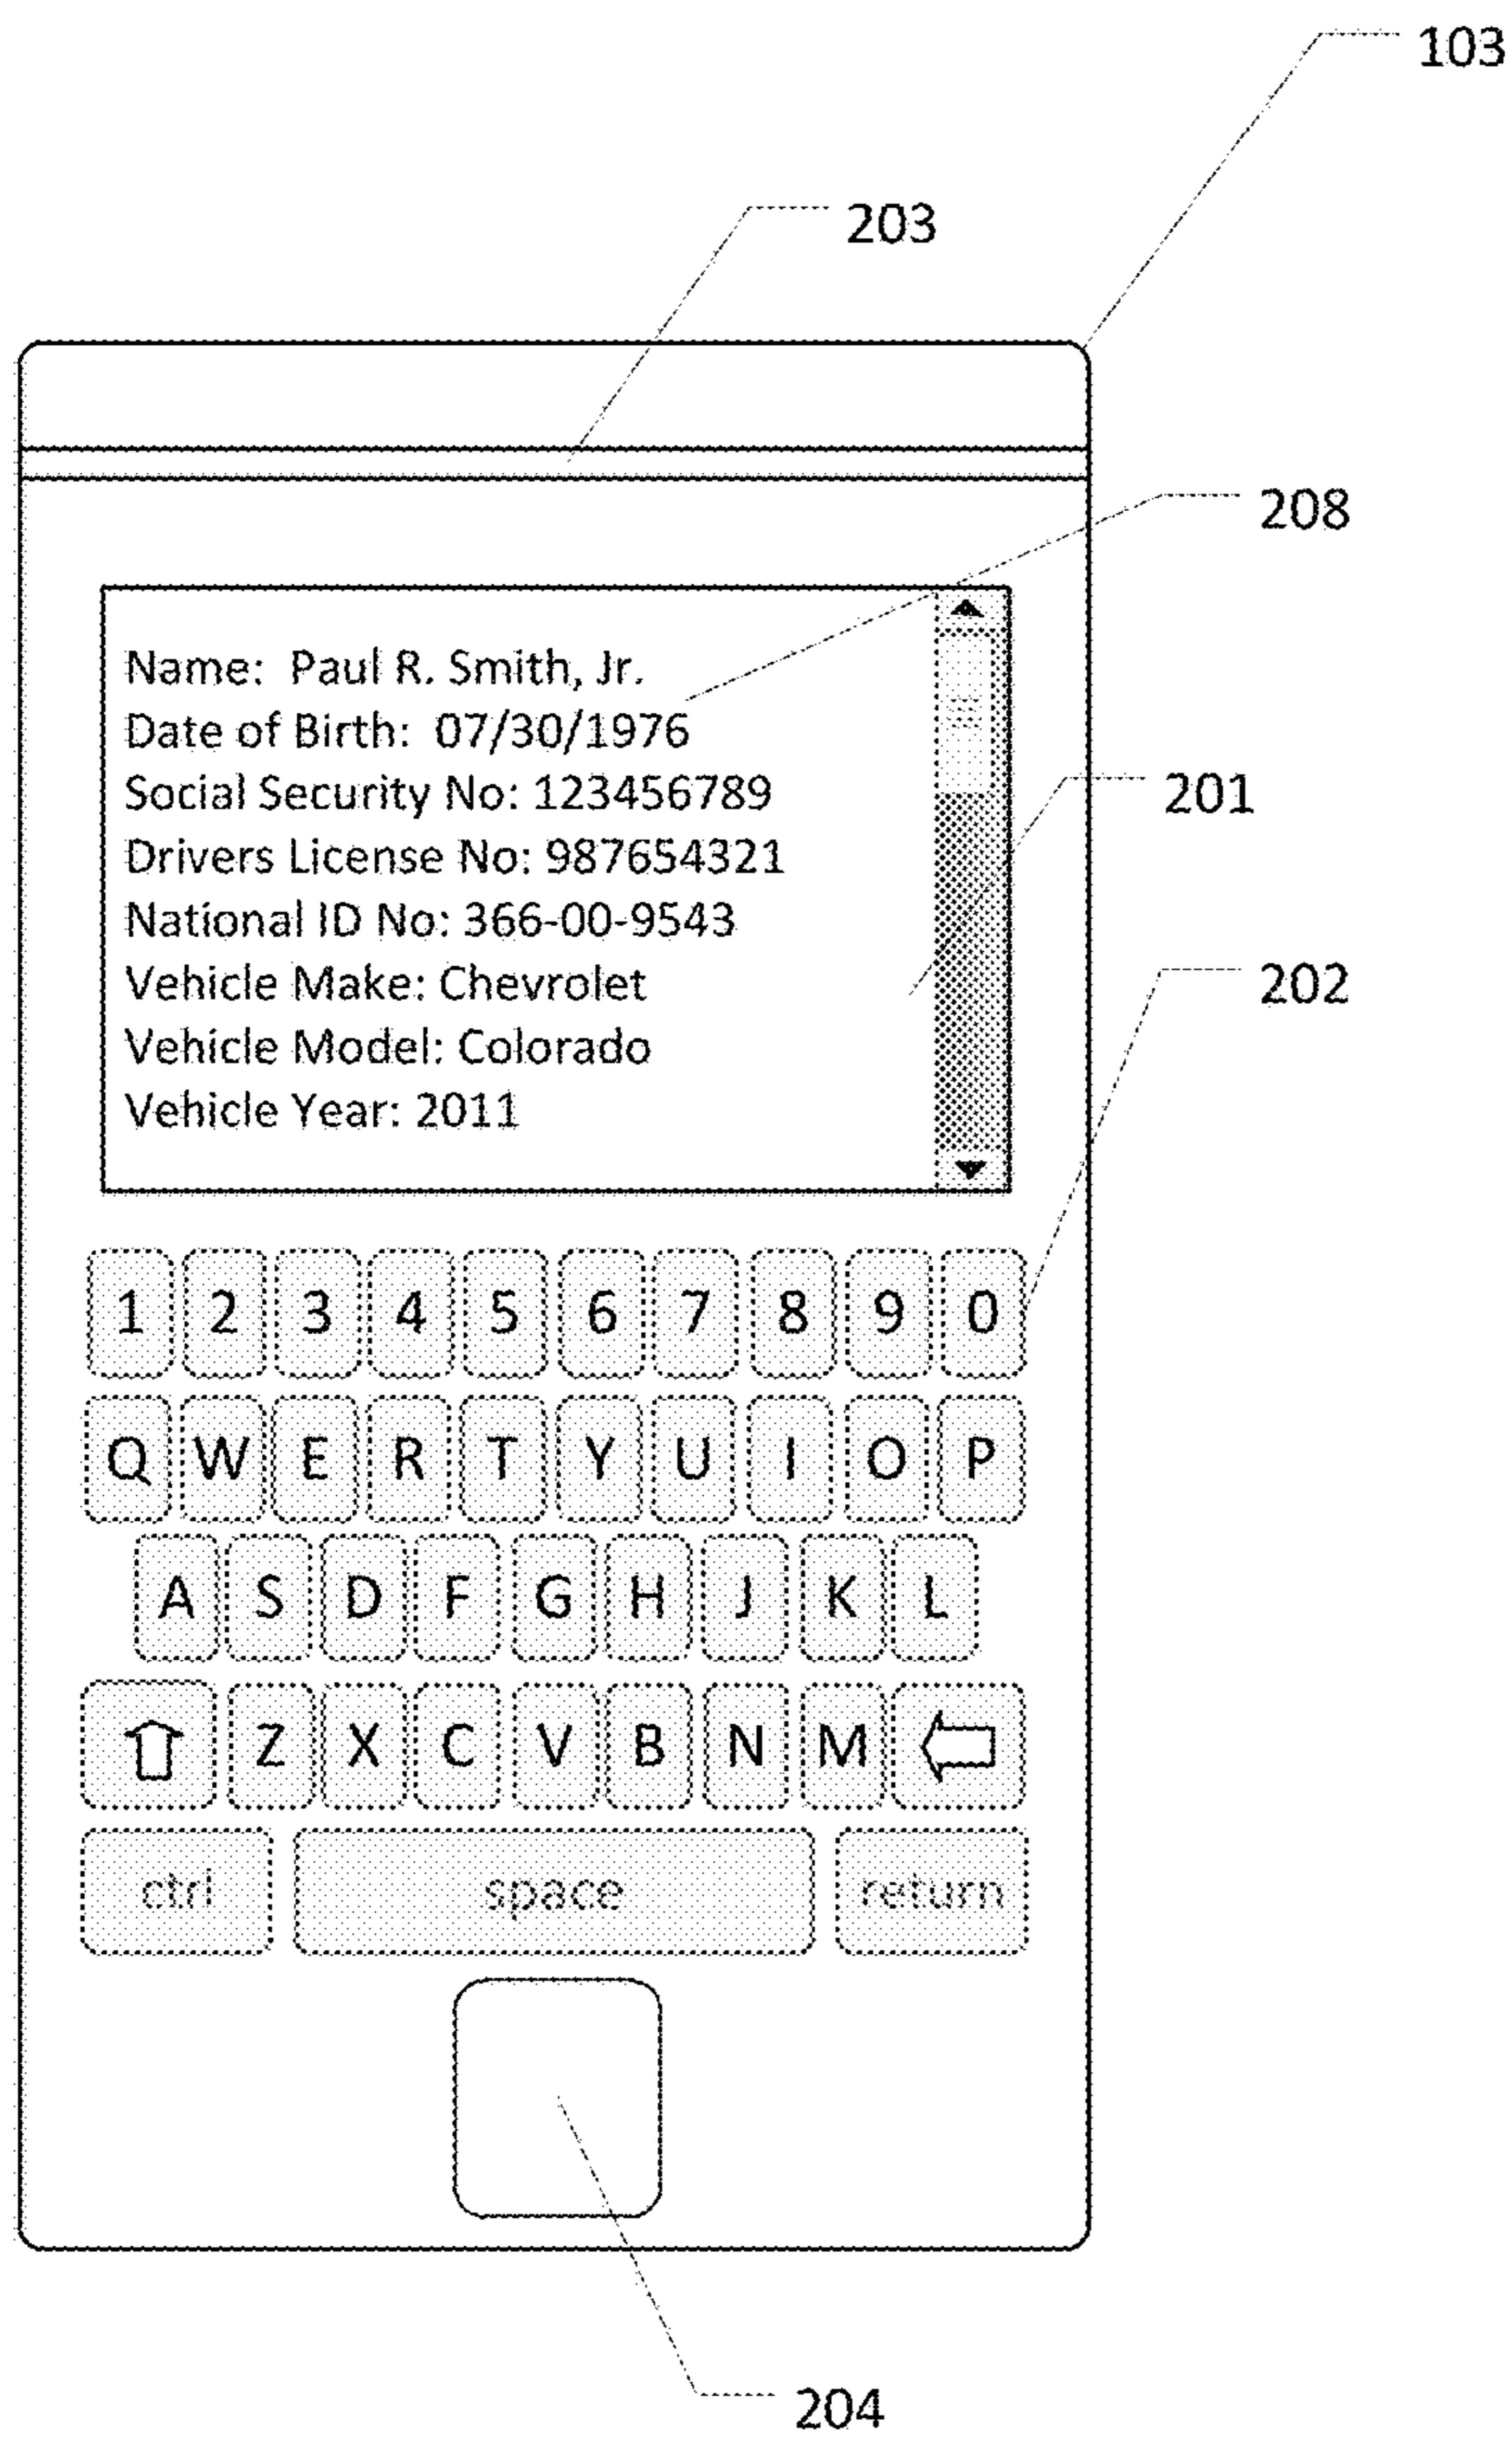 103
203
208
Name: Paul R. Smith, Jr.
Date of Birth: 07/30/1976
Social Security No: 123456789
201
Drivers License No: 987654321
National ID No: 366-00-9543
Vehicle Make: Chevrolet
202
Vehicle Model: Colorado
Vehicle Year: 2011
1 2 3 4 5 6 7 8 9 0
Q W E R T Y U I O P
A S D F G H J K L
Z X C V B N M
ctrl space return
204